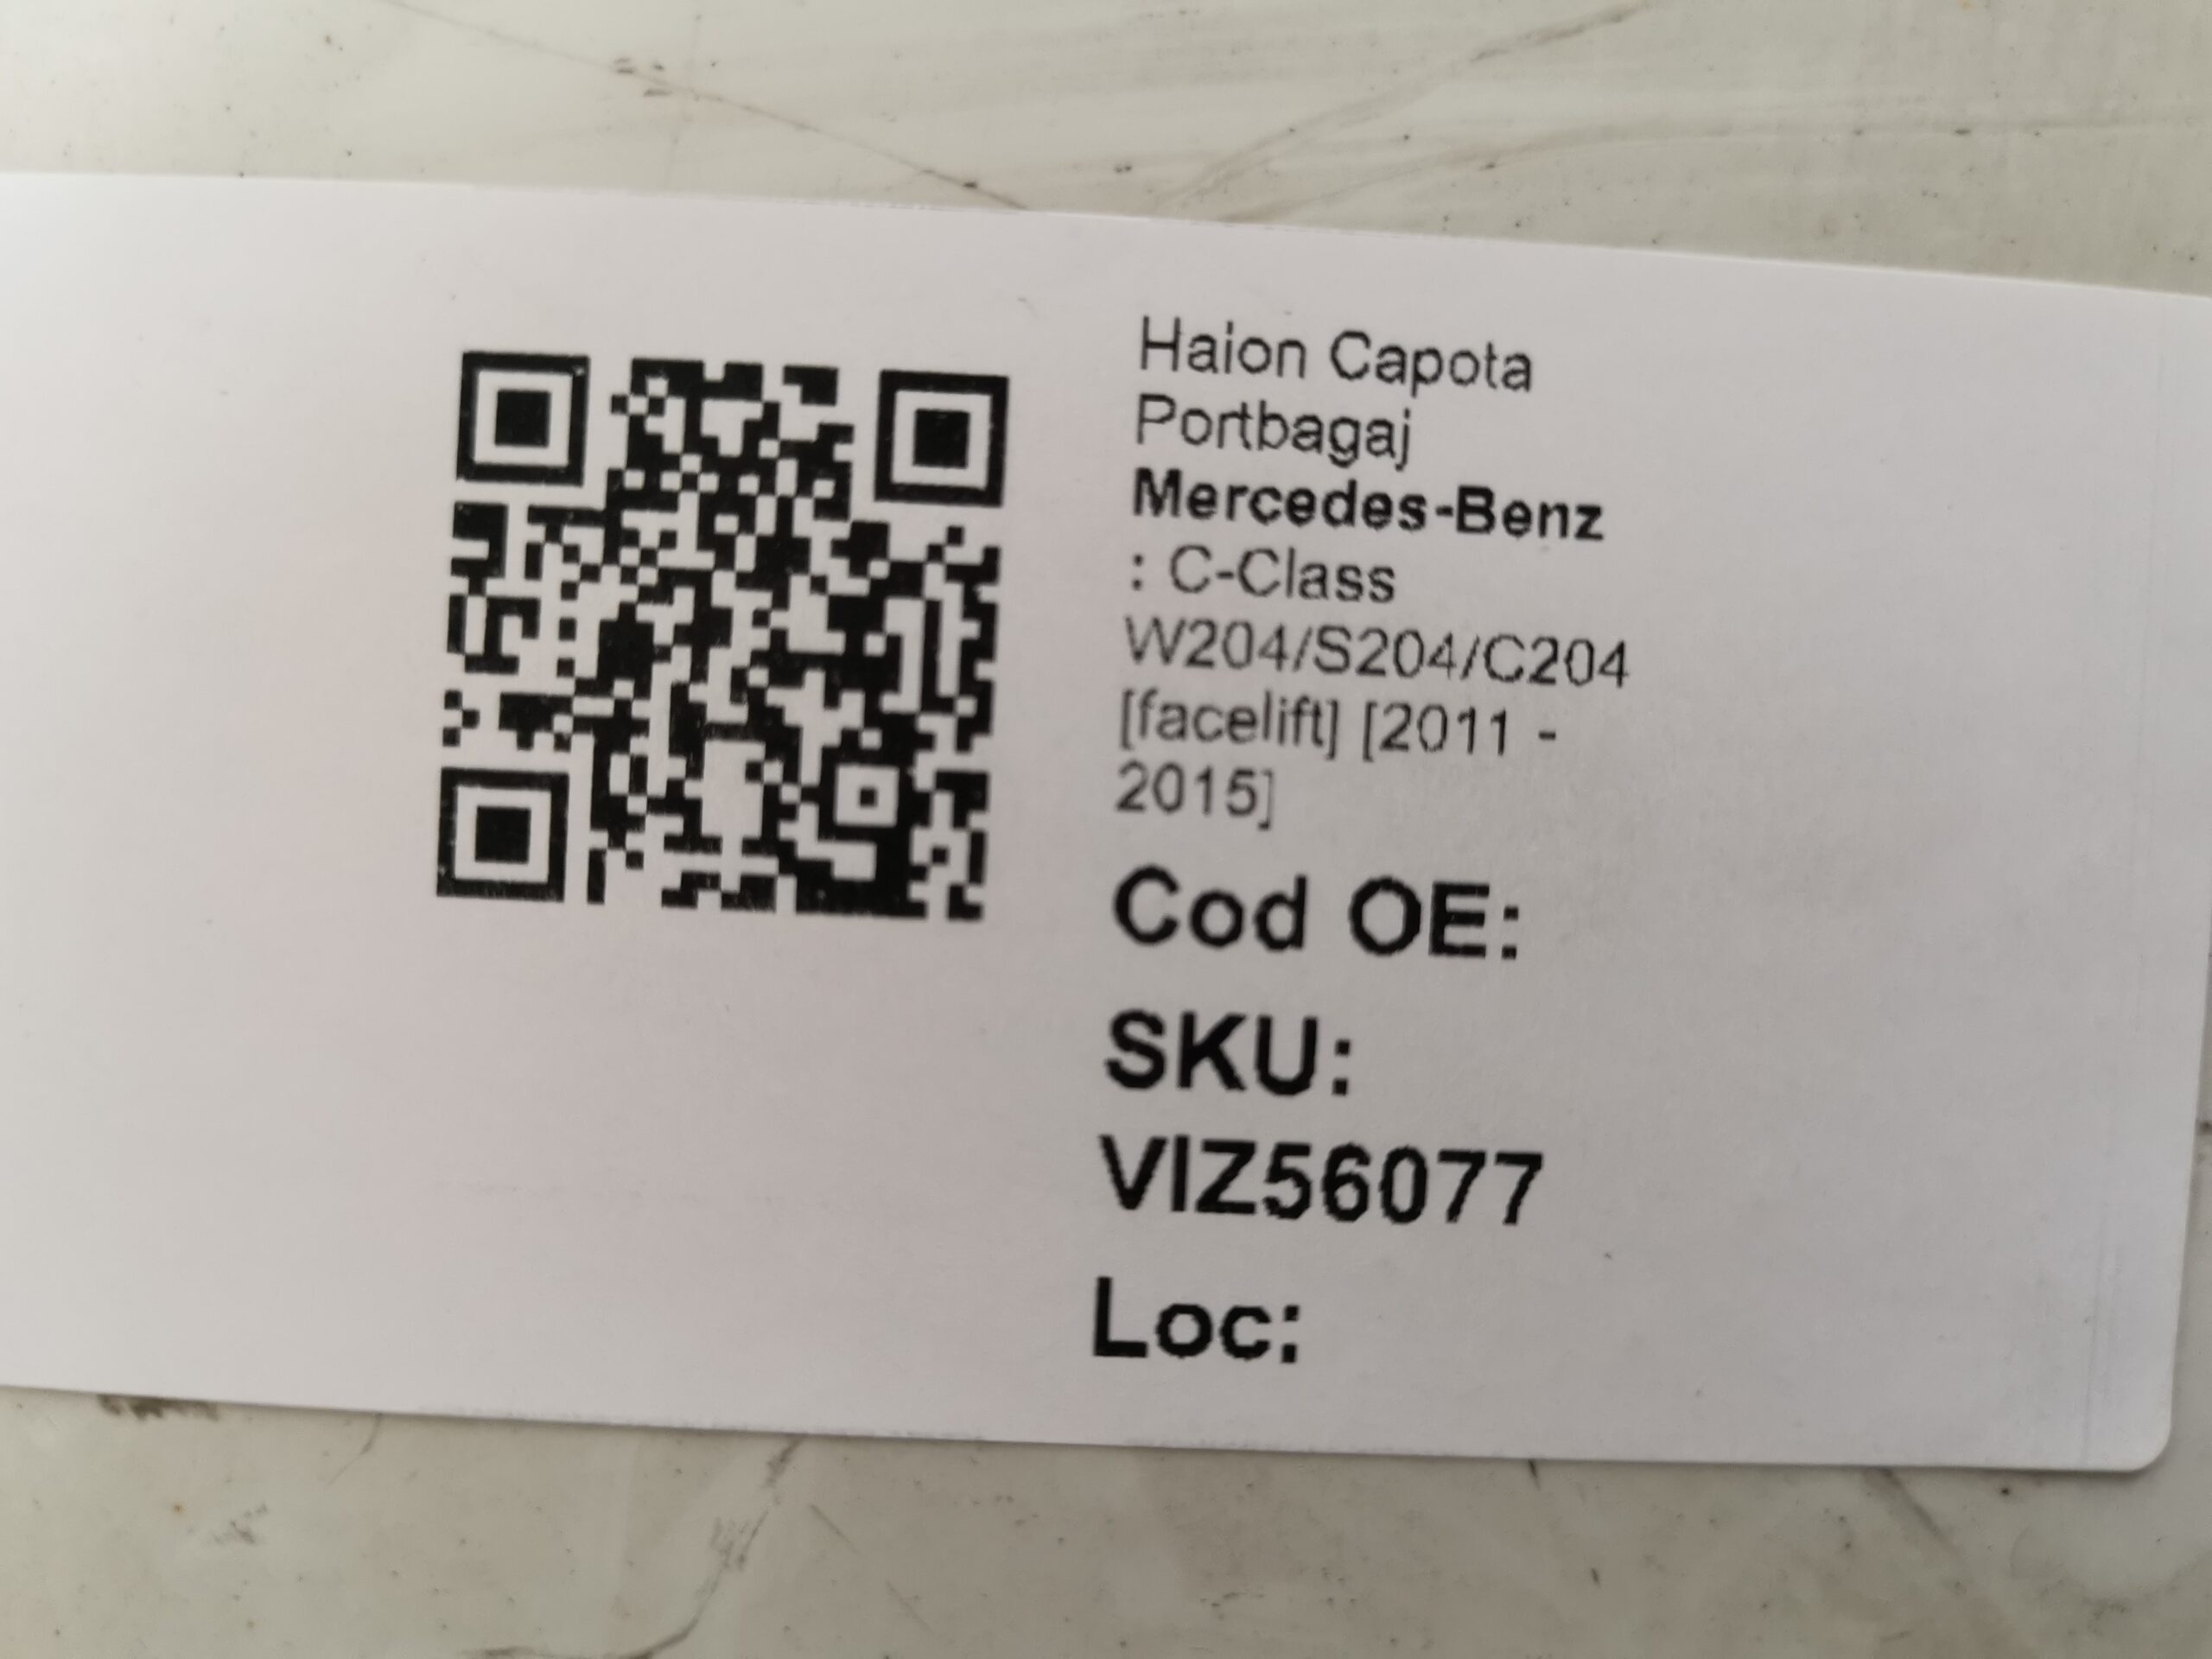 Haion Capota
Portbagaj
Mercedes-Benz
: C-Class
W204/S204/C204
[facelift] [2011 -
2015]
Cod OE:
SKU:
VIZ56077
Loc: